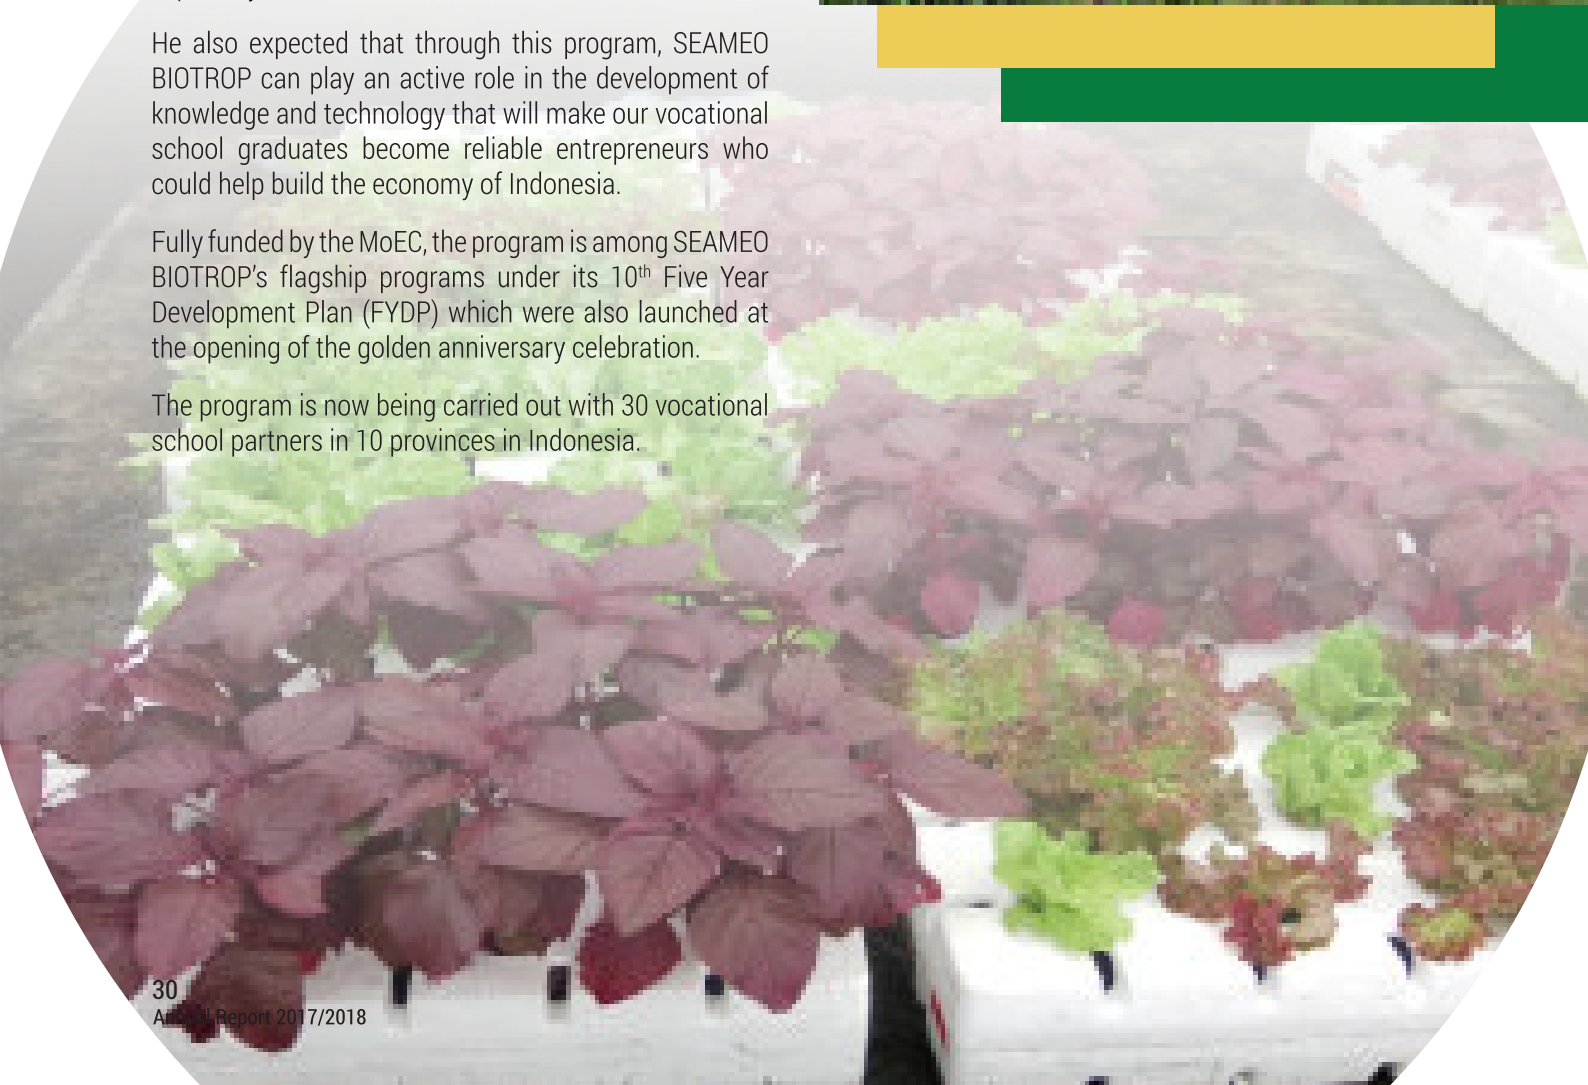 He also expected that through this program, SEAMEO
BIOTROP can play an active role in the development of
knowledge and technology that will make our vocational
school graduates become reliable entrepreneurs who
could help build the economy of Indonesia.
Fully funded by the MoEC, the program is among SEAMEO
BIOTROP’s flagship programs under its 10th Five Year
Development Plan (FYDP) which were also launched at
the opening of the golden anniversary celebration.
The program is now being carried out with 30 vocational
school partners in 10 provinces in Indonesia.
30
Annual Report 2017/2018